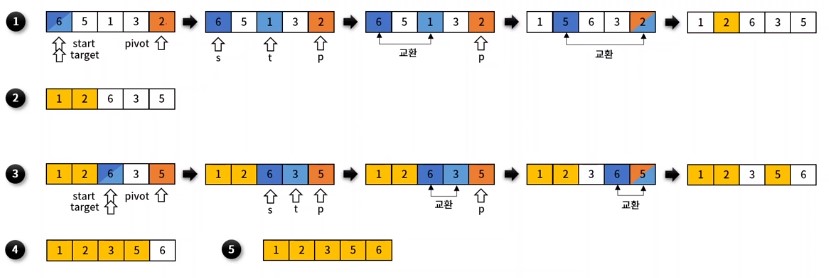 1 6 5 1 3 2 6 5 1 3 2 6 5 1 3 2 1 5 6 3 2 1 2 6 3 5
start pivot 교환 교환
target s t p p
2 1 2 6 3 5
3 1 2 6 3 5 1 2 6 3 5 1 2 6 3 5 1 2 3 6 5 1 2 3 5 6
start pivot 교환 교환
target s t p p
4 1 2 3 5 6 5 1 2 3 5 6